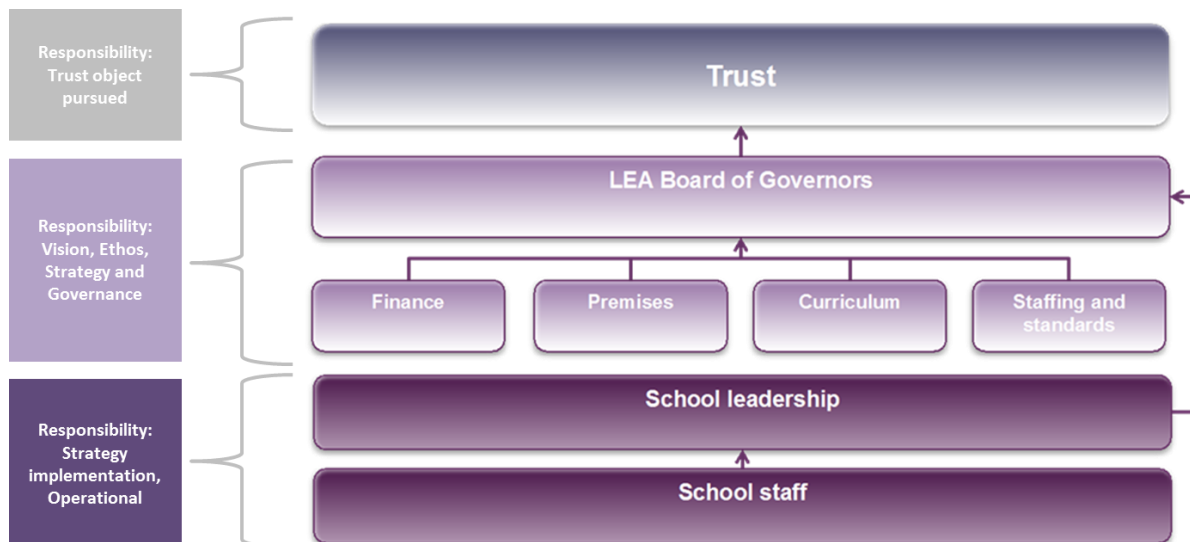 Responsibility:
Trust object
pursued
Trust
Responsibility:
Vision, Ethos,
Strategy and
Governance
LEA Board of Governors
Finance
Premises
Curriculum
Staffing and
standards
Responsibility:
Strategy
implementation,
Operational
School leadership
School staff